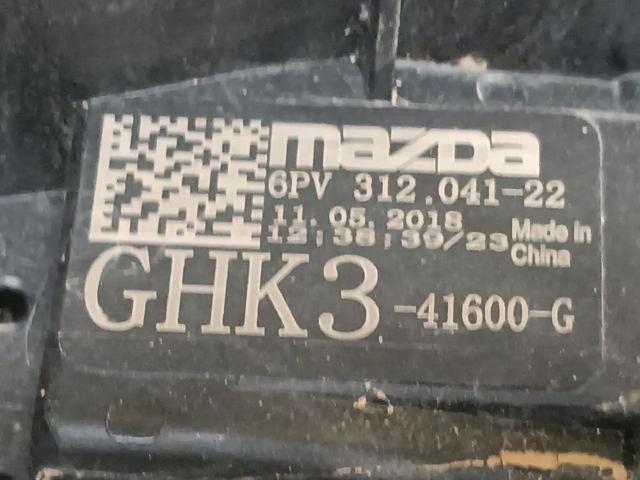 mazda
6PV 312.041-22
11.05.2018
12:38:39/23
Made in
China
GHK3-41600-G